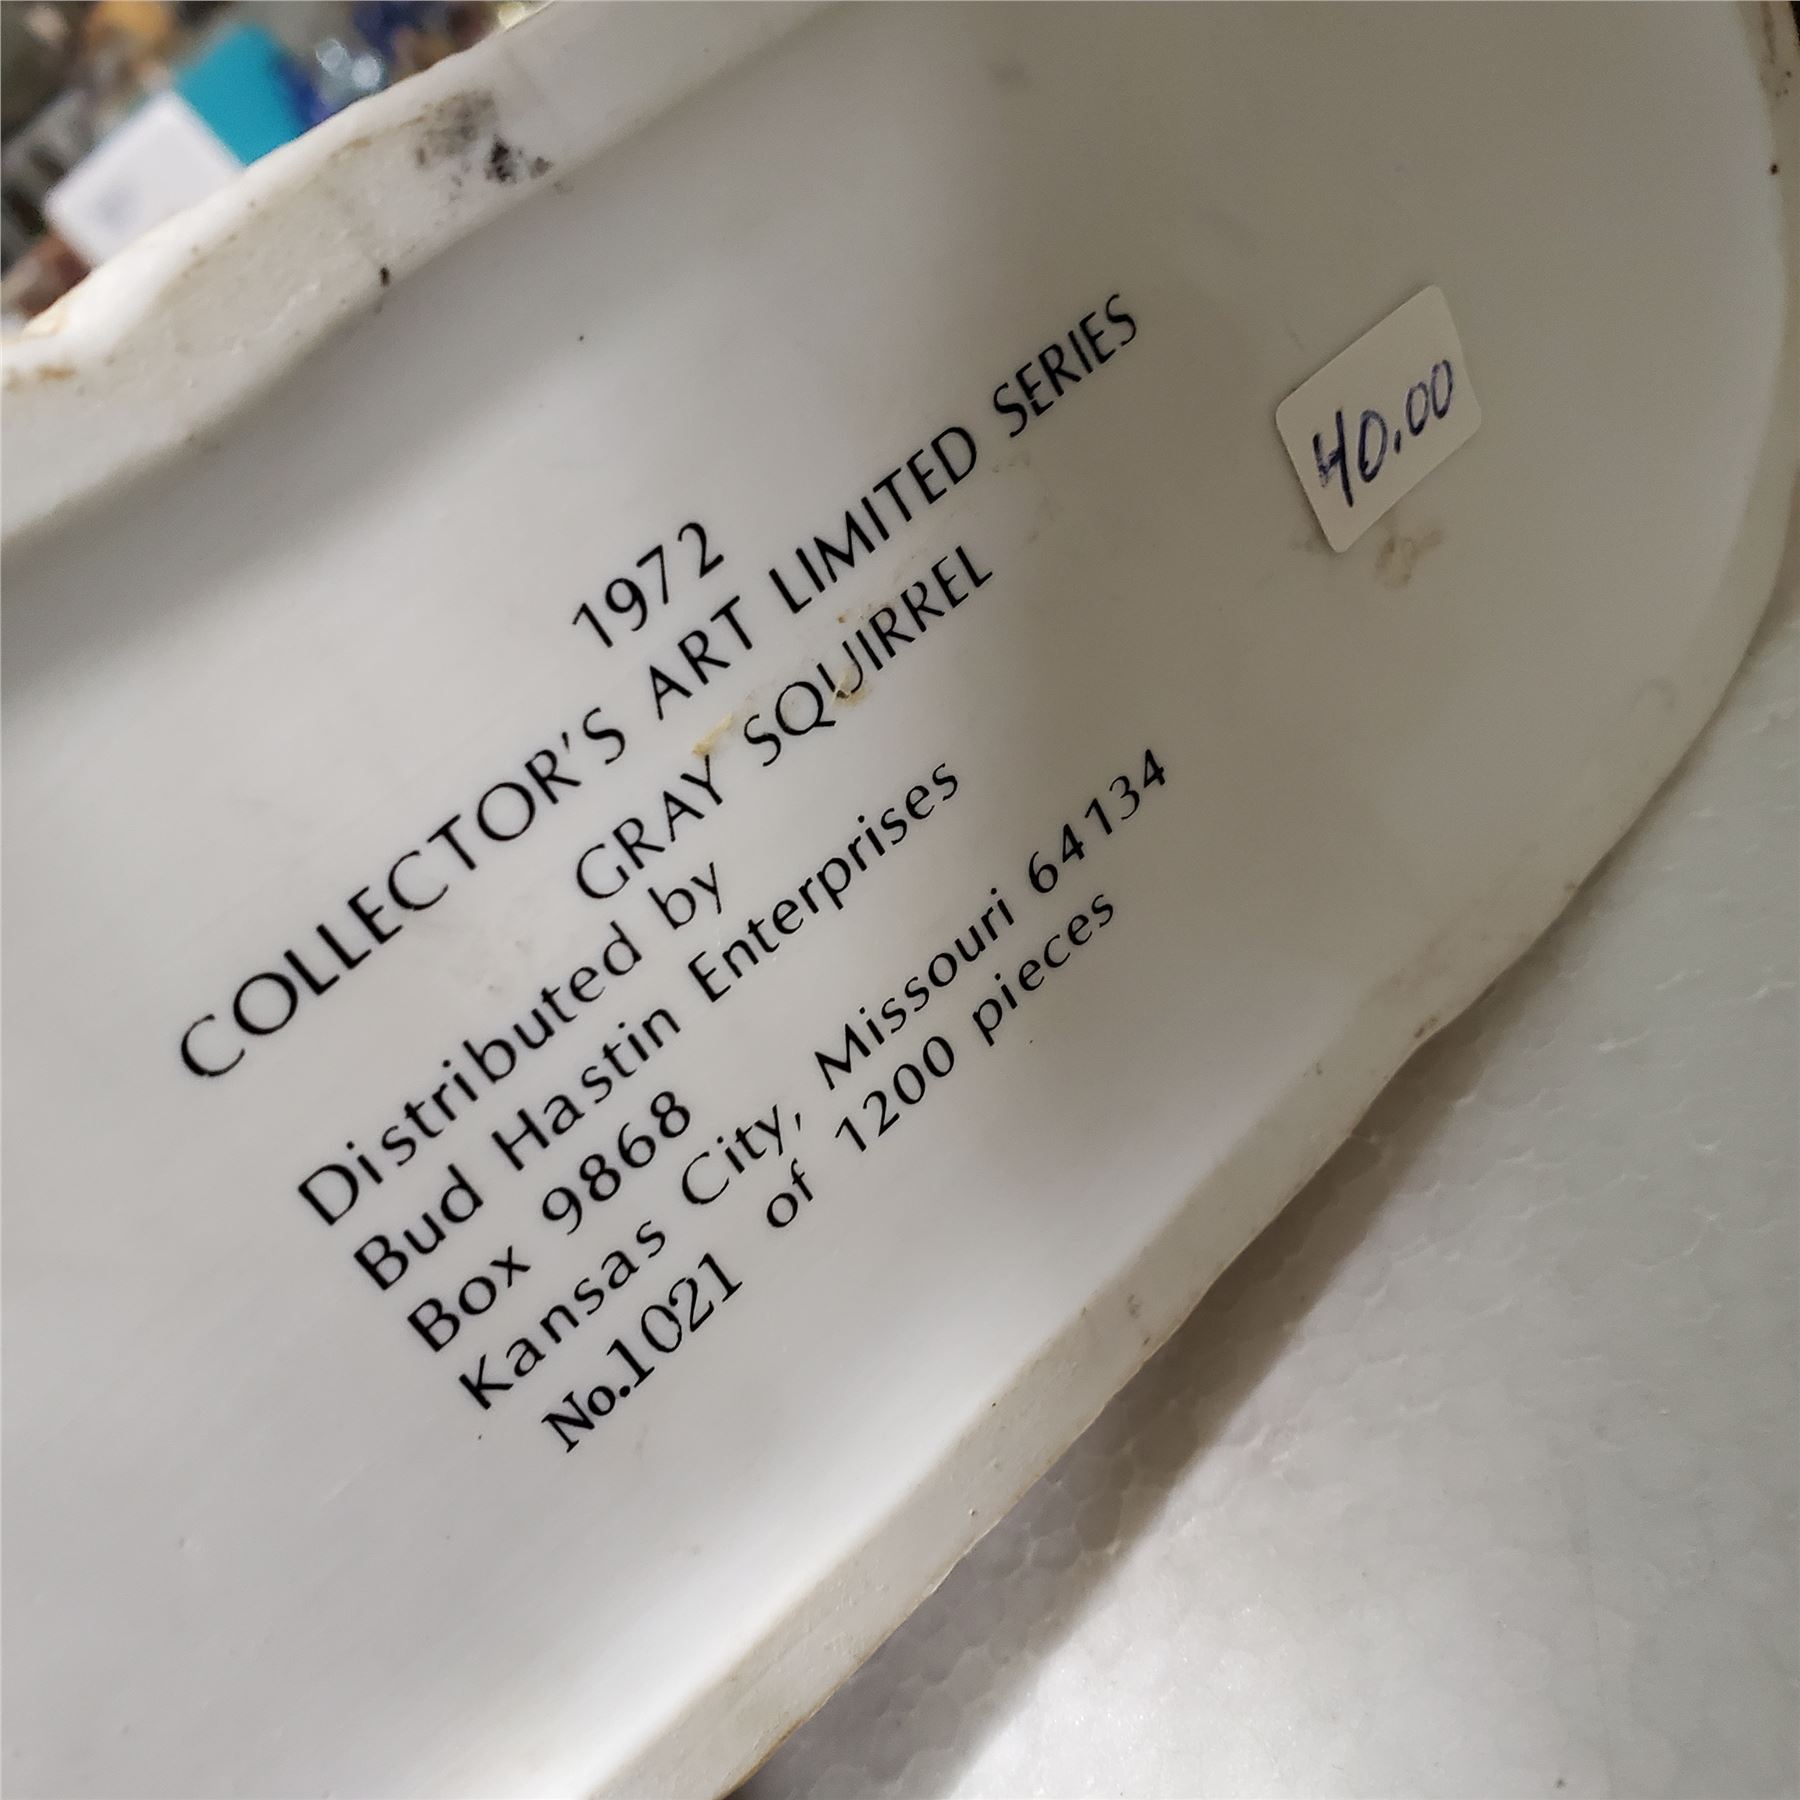 1972
COLLECTOR'S ART LIMITED SERIES
GRAY SQUIRREL
Distributed by
Bud Hastin Enterprises
Box 9868
Kansas City, Missouri 64134
No.1021 of 1200 pieces
40.00